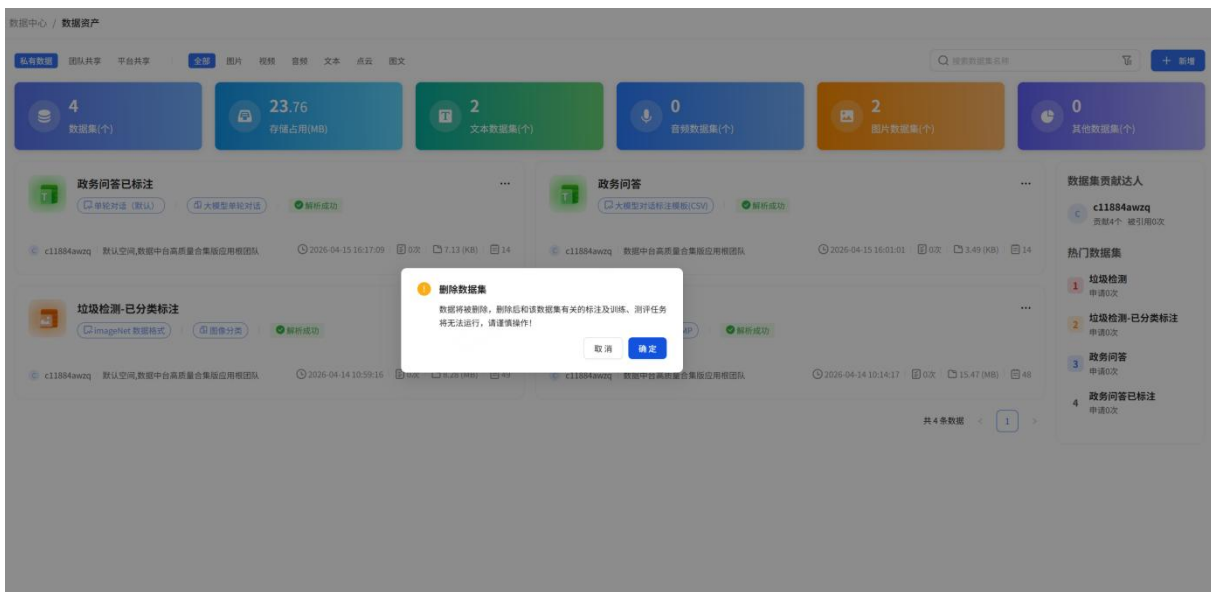 数据中心 / 数据资产
私有数据 团队共享 平台共享 全部 图片 视频 音频 文本 点云 图文 搜索数据集名称 + 新增
4
数据集(个)
23.76
存储占用(MB)
2
文本数据集(个)
0
音频数据集(个)
2
图片数据集(个)
0
其他数据集(个)
政务问答已标注 ...
单轮对话（默认） 大模型单轮对话 解析成功
C c11884awzq 默认空间,数据中台高质量合集版应用根团队 2026-04-15 16:17:09 0次 7.13 (KB) 14
政务问答 ...
大模型对话标注模板(CSV) 解析成功
C c11884awzq 数据中台高质量合集版应用根团队 2026-04-15 16:01:01 0次 3.49 (KB) 14
垃圾检测-已分类标注
ImageNet 数据格式 图像分类 解析成功
C c11884awzq 默认空间,数据中台高质量合集版应用根团队 2026-04-14 10:59:16
...
解析成功
c11884awzq 数据中台高质量合集版应用根团队 2026-04-14 10:14:17 0次 15.47 (MB) 46
共 4 条数据 < 1 >
删除数据集
数据将被删除，删除后和该数据集有关的标注及训练、测评任务
将无法运行，请谨慎操作！
取 消 确 定
数据集贡献达人
C c11884awzq
贡献4个 被引用0次
热门数据集
1 垃圾检测
申请0次
2 垃圾检测-已分类标注
申请0次
3 政务问答
申请0次
4 政务问答已标注
申请0次